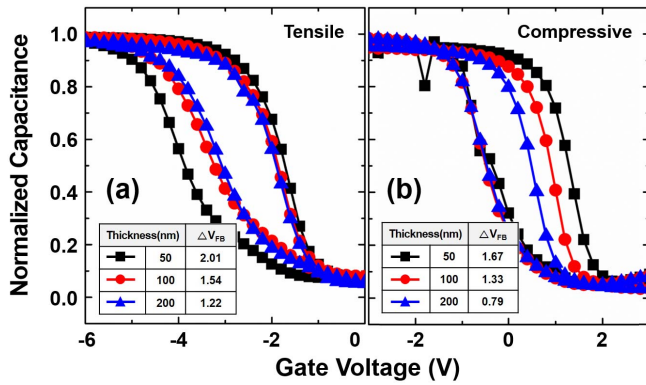 Tensile
Compressive
Normalized Capacitance
1.0
0.8
0.6
0.4
0.2
0.0
(a)
(b)
Thickness(nm) △VFB
50 2.01
100 1.54
200 1.22
Thickness(nm) △VFB
50 1.67
100 1.33
200 0.79
-6 -4 -2 0
-2 0 2
Gate Voltage (V)